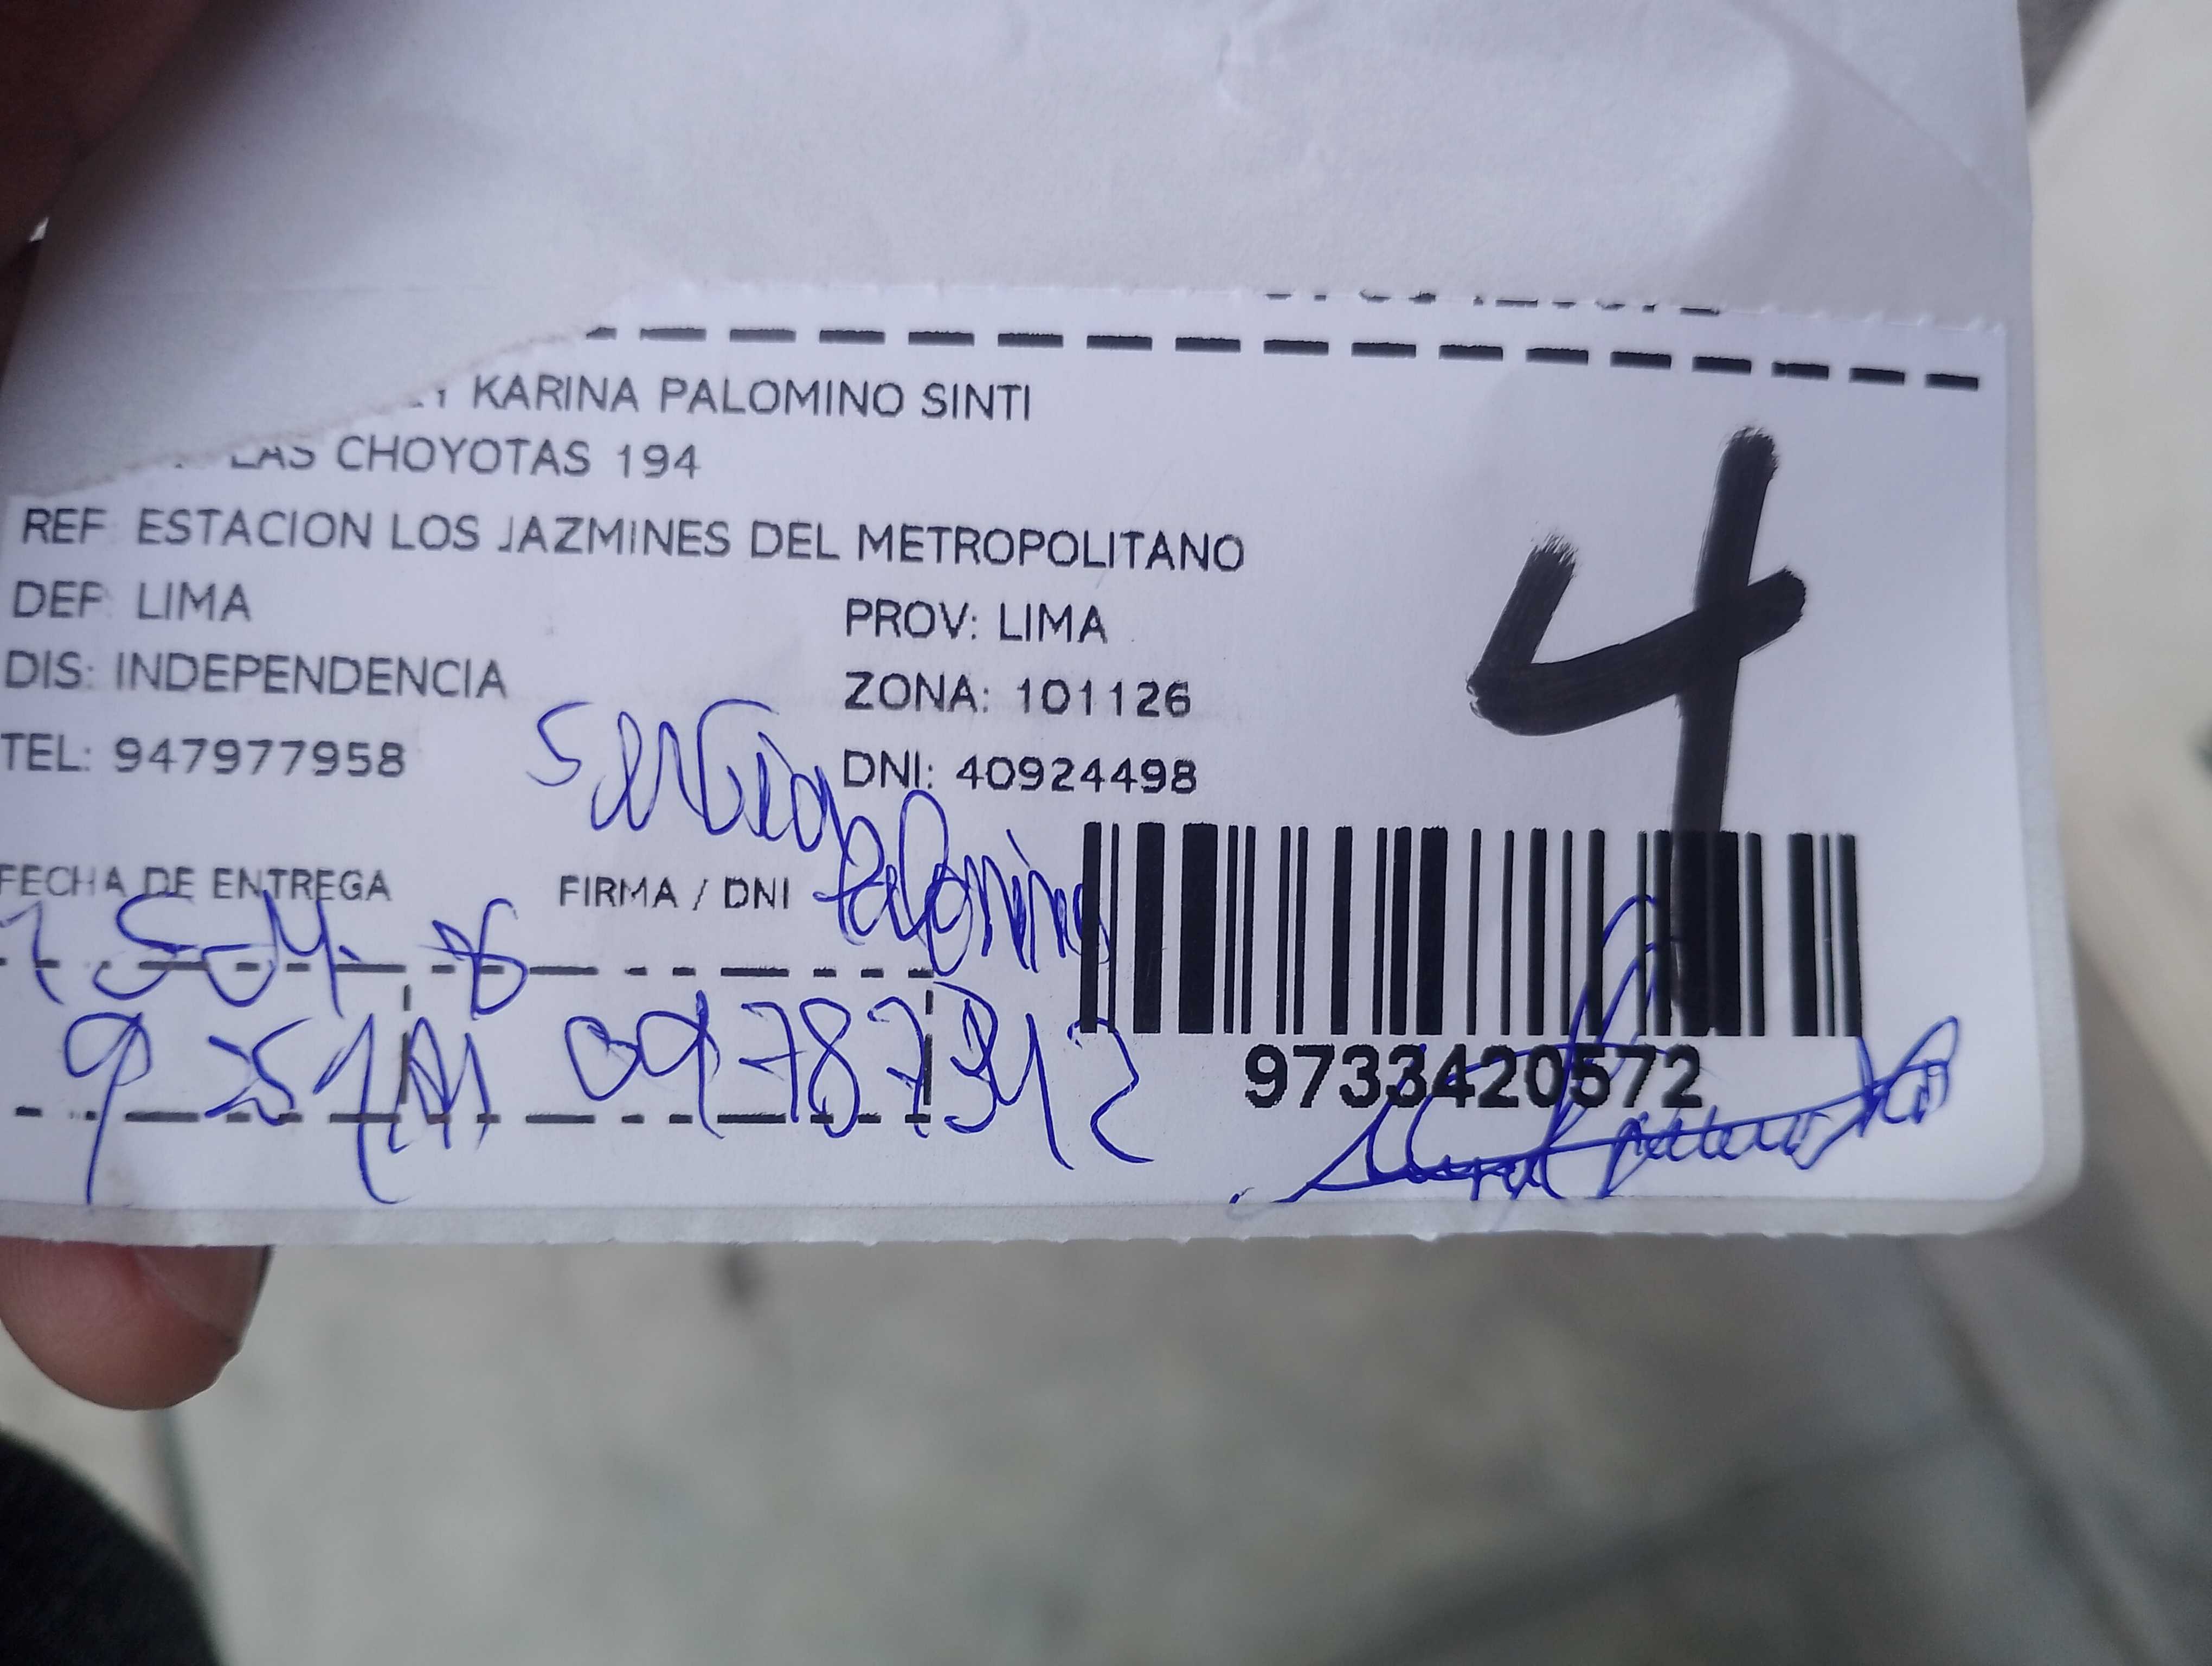 KARINA PALOMINO SINTI
LAS CHOYOTAS 194
REF: ESTACION LOS JAZMINES DEL METROPOLITANO
DEP: LIMA PROV: LIMA
DIS: INDEPENDENCIA ZONA: 101126
TEL: 947977958 DNI: 40924498
4
FECHA DE ENTREGA FIRMA / DNI
Palomino
9733420572